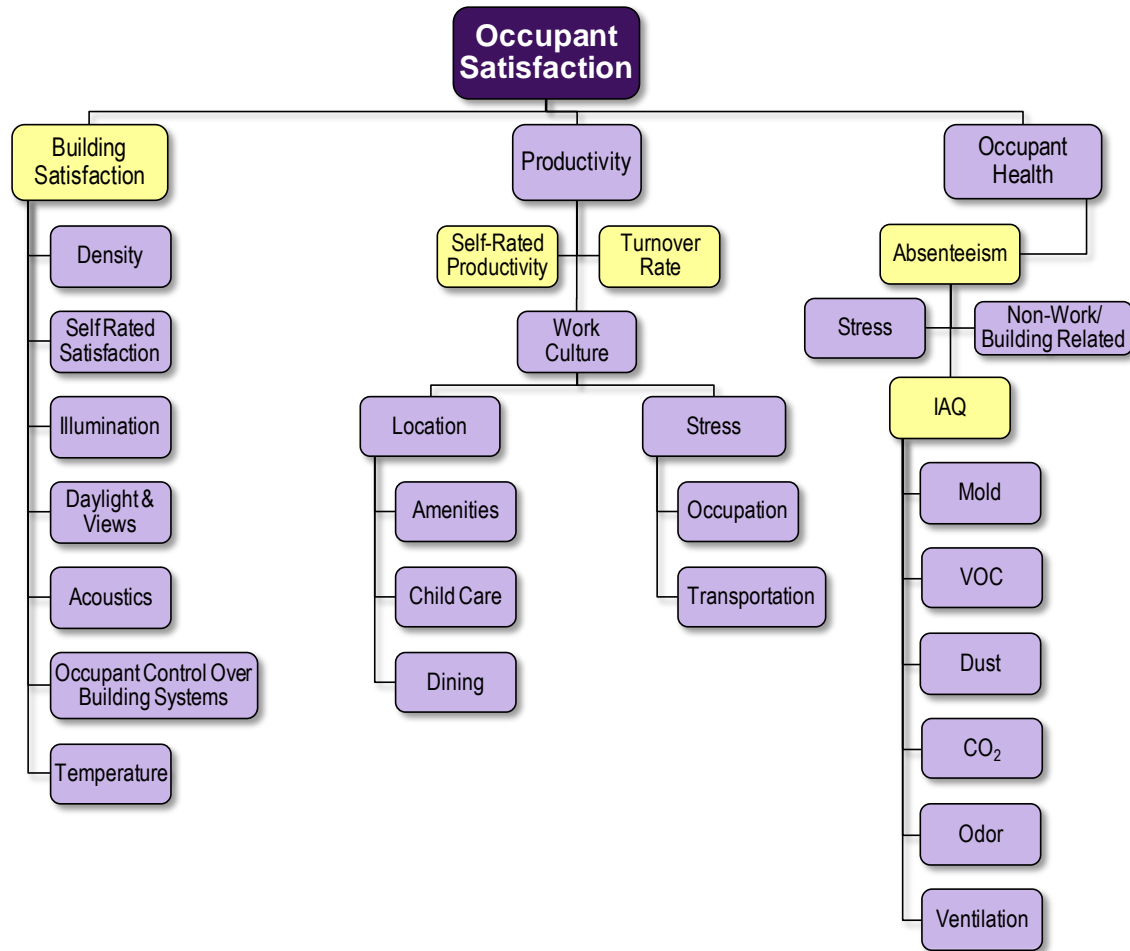 Occupant
Satisfaction
Building
Satisfaction
Productivity
Occupant
Health
Density
Self-Rated
Productivity
Turnover
Rate
Absenteeism
Self Rated
Satisfaction
Work
Culture
Stress
Non-Work/
Building Related
Illumination
Location
Stress
IAQ
Daylight &
Views
Amenities
Occupation
Mold
Acoustics
Child Care
Transportation
VOC
Occupant Control Over
Building Systems
Dining
Dust
Temperature
CO₂
Odor
Ventilation